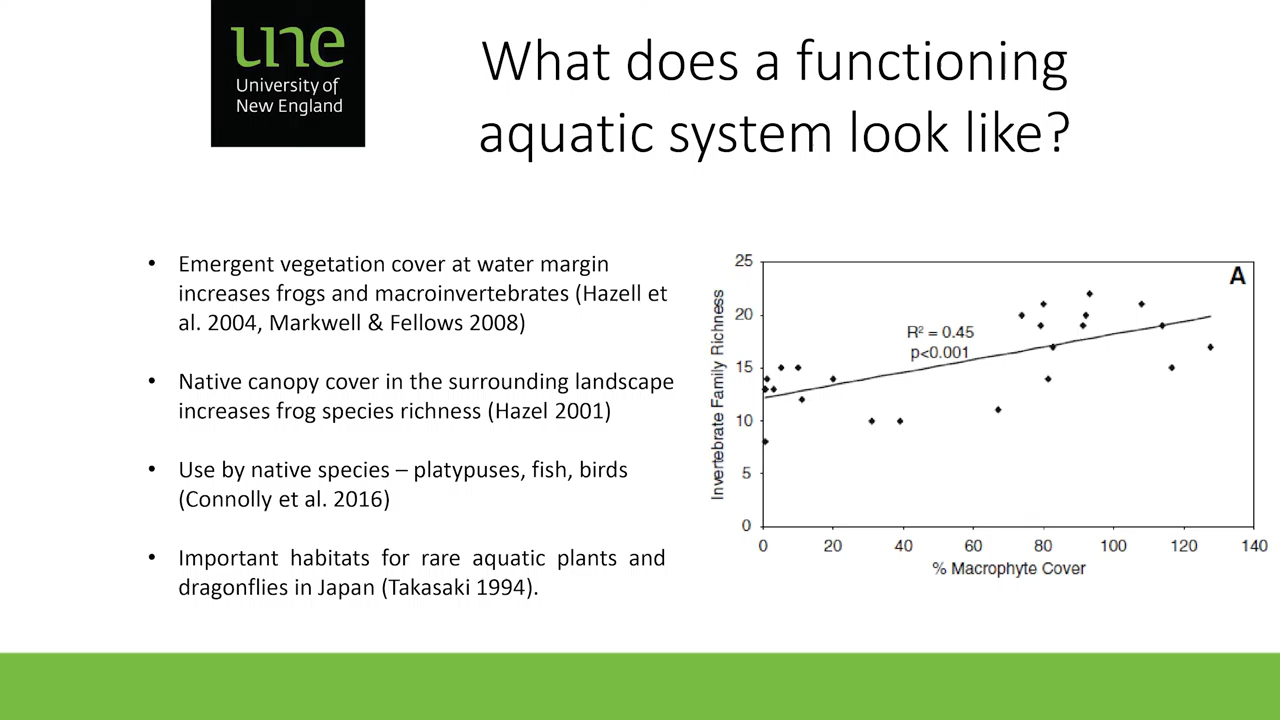 une
University of
New England
What does a functioning
aquatic system look like?
• Emergent vegetation cover at water margin
increases frogs and macroinvertebrates (Hazell et
al. 2004, Markwell & Fellows 2008)
• Native canopy cover in the surrounding landscape
increases frog species richness (Hazel 2001)
• Use by native species – platypuses, fish, birds
(Connolly et al. 2016)
• Important habitats for rare aquatic plants and
dragonflies in Japan (Takasaki 1994).
A
R² = 0.45
p<0.001
Invertebrate Family Richness
25
20
15
10
5
0
0 20 40 60 80 100 120 140
% Macrophyte Cover